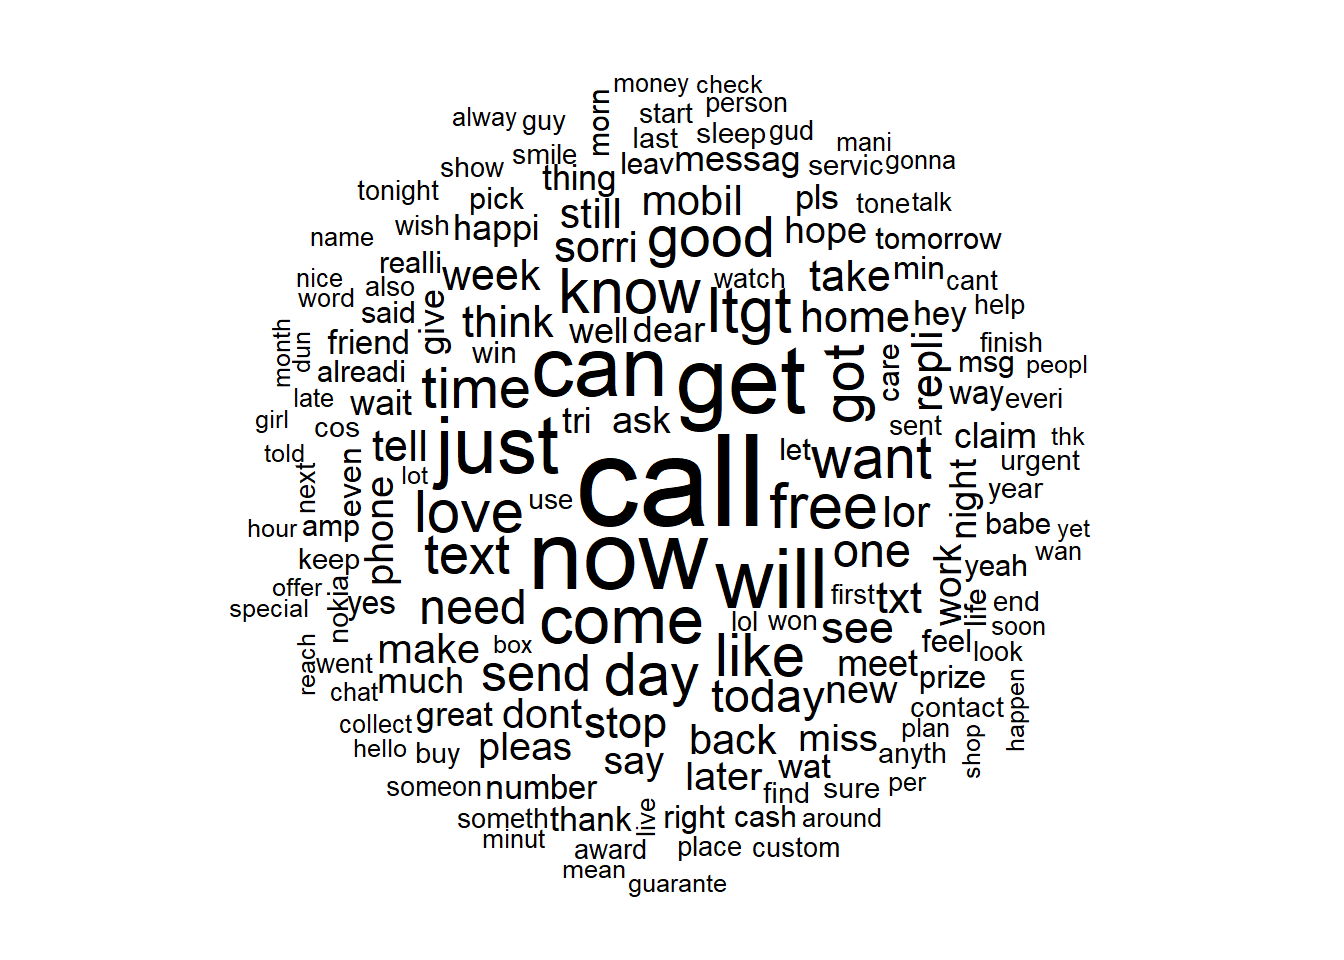 money check
alway guy morn start person
last sleep gud mani
show smile leav messag servic gonna
tonight pick thing still mobil pls tone talk
name wish happi sorri good hope tomorrow
nice realli week know watch take min cant
word also said give think well dear ltgt home hey help
month dun friend win can get got care repli msg finish peopl
late alreadi wait time tri ask way everi
girl cos tell just let want sent claim thk
told lot call urgent
next even phone love use free lor night year
hour amp text now one babe yet
keep will work yeah wan
offer nokia yes need come first txt life end
special lol won see soon
reach went make box like meet feel look
chat much send day today new prize happen
collect great dont stop contact
hello buy pleas say back miss plan anyth shop
someon number later wat find sure per
someth thank live right cash around
minut award place custom
mean guarante